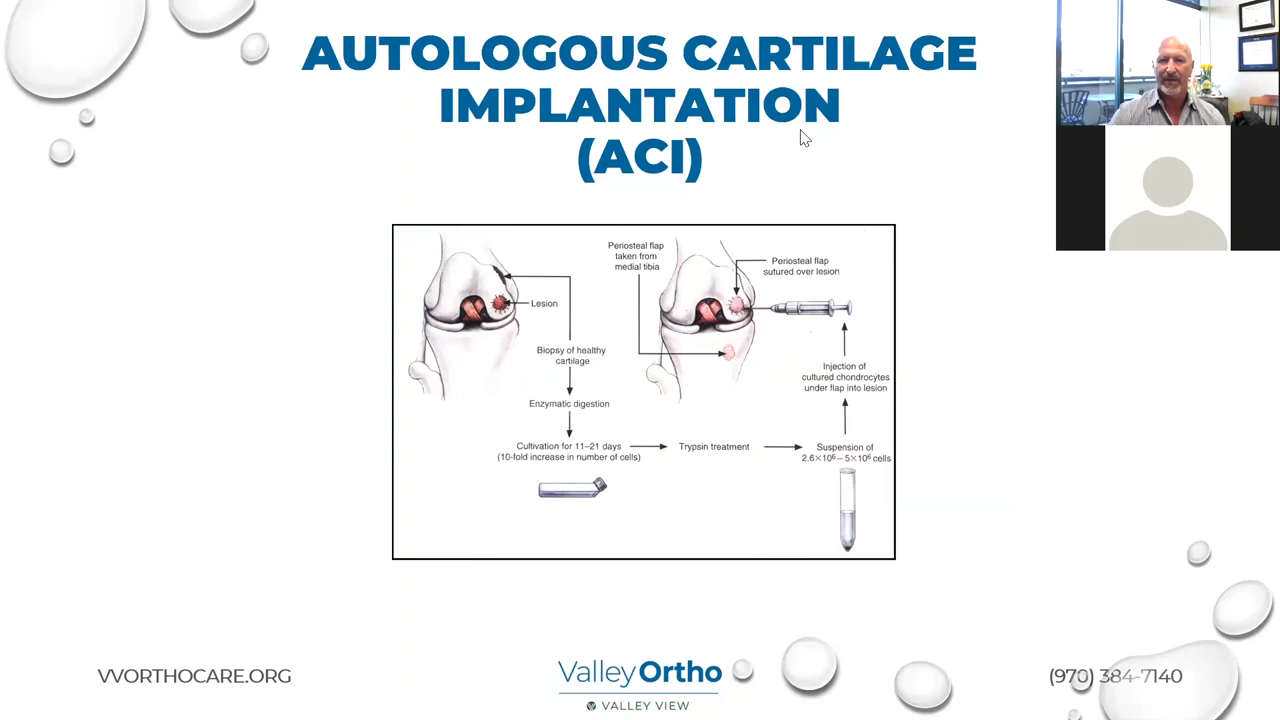 AUTOLOGOUS CARTILAGE
IMPLANTATION
(ACI)
Lesion
Biopsy of healthy
cartilage
Enzymatic digestion
Cultivation for 11–21 days
(10-fold increase in number of cells)
Trypsin treatment
Periosteal flap
taken from
medial tibia
Periosteal flap
sutured over lesion
Injection of
cultured chondrocytes
under flap into lesion
Suspension of
2.6×10⁶ – 5×10⁶ cells
VVORTHOCARE.ORG
ValleyOrtho
VALLEY VIEW
(970) 384-7140